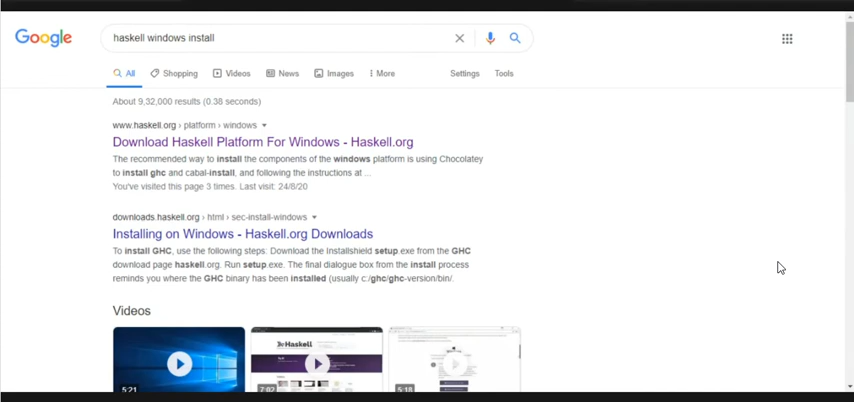 Google
haskell windows install
All Shopping Videos News Images More Settings Tools
About 9,32,000 results (0.38 seconds)
www.haskell.org › platform › windows
Download Haskell Platform For Windows - Haskell.org
The recommended way to install the components of the windows platform is using Chocolatey
to install ghc and cabal-install, and following the instructions at ...
You've visited this page 3 times. Last visit: 24/8/20
downloads.haskell.org › html › sec-install-windows
Installing on Windows - Haskell.org Downloads
To install GHC, use the following steps: Download the Installshield setup.exe from the GHC
download page haskell.org. Run setup.exe. The final dialogue box from the install process
reminds you where the GHC binary has been installed (usually c:/ghc/ghc-version/bin/.
Videos
Haskell
5:21 7:02 5:18